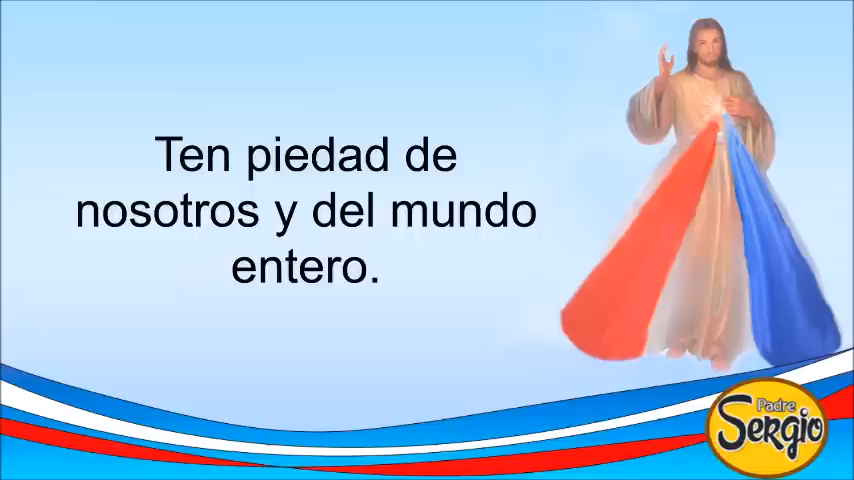 Ten piedad de
nosotros y del mundo
entero.
Padre
Sergio